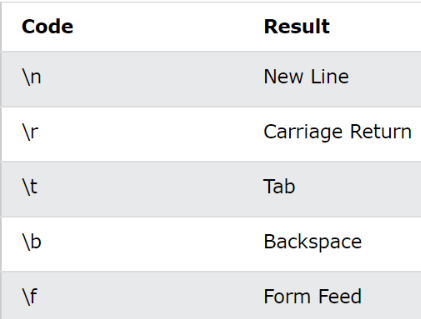 Code Result
\n New Line
\r Carriage Return
\t Tab
\b Backspace
\f Form Feed